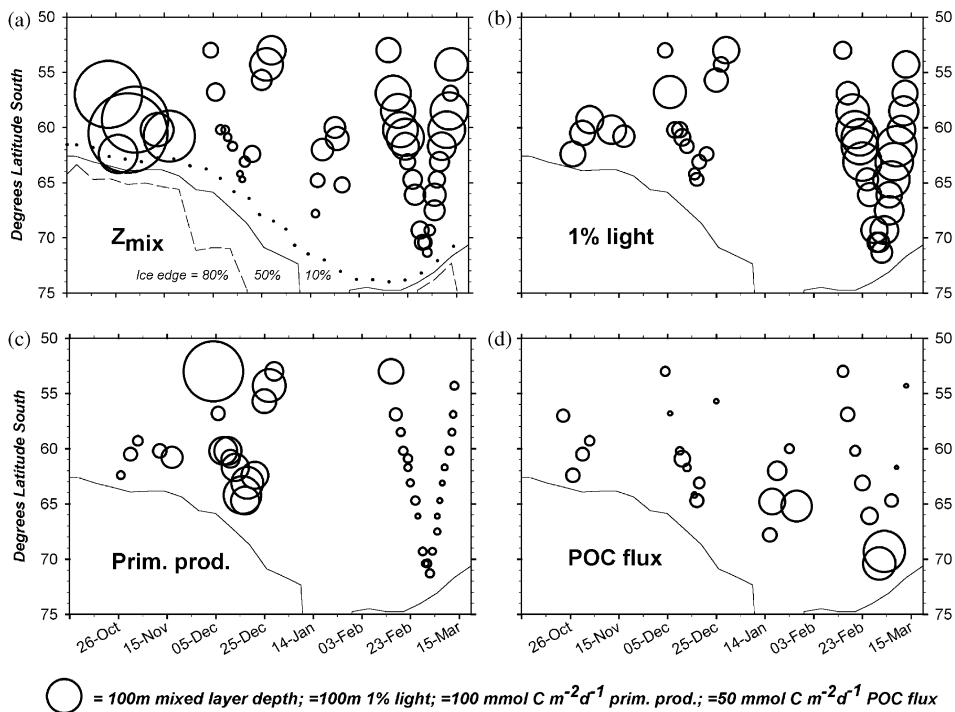 (a)
50
55
60
65
70
75
Degrees Latitude South
Zmix
Ice edge = 80% 50% 10%
(b)
50
55
60
65
70
75
1% light
(c)
50
55
60
65
70
75
Degrees Latitude South
Prim. prod.
26-Oct 15-Nov 05-Dec 25-Dec 14-Jan 03-Feb 23-Feb 15-Mar
(d)
50
55
60
65
70
75
POC flux
26-Oct 15-Nov 05-Dec 25-Dec 14-Jan 03-Feb 23-Feb 15-Mar
= 100m mixed layer depth; =100m 1% light; =100 mmol C m⁻²d⁻¹ prim. prod.; =50 mmol C m⁻²d⁻¹ POC flux